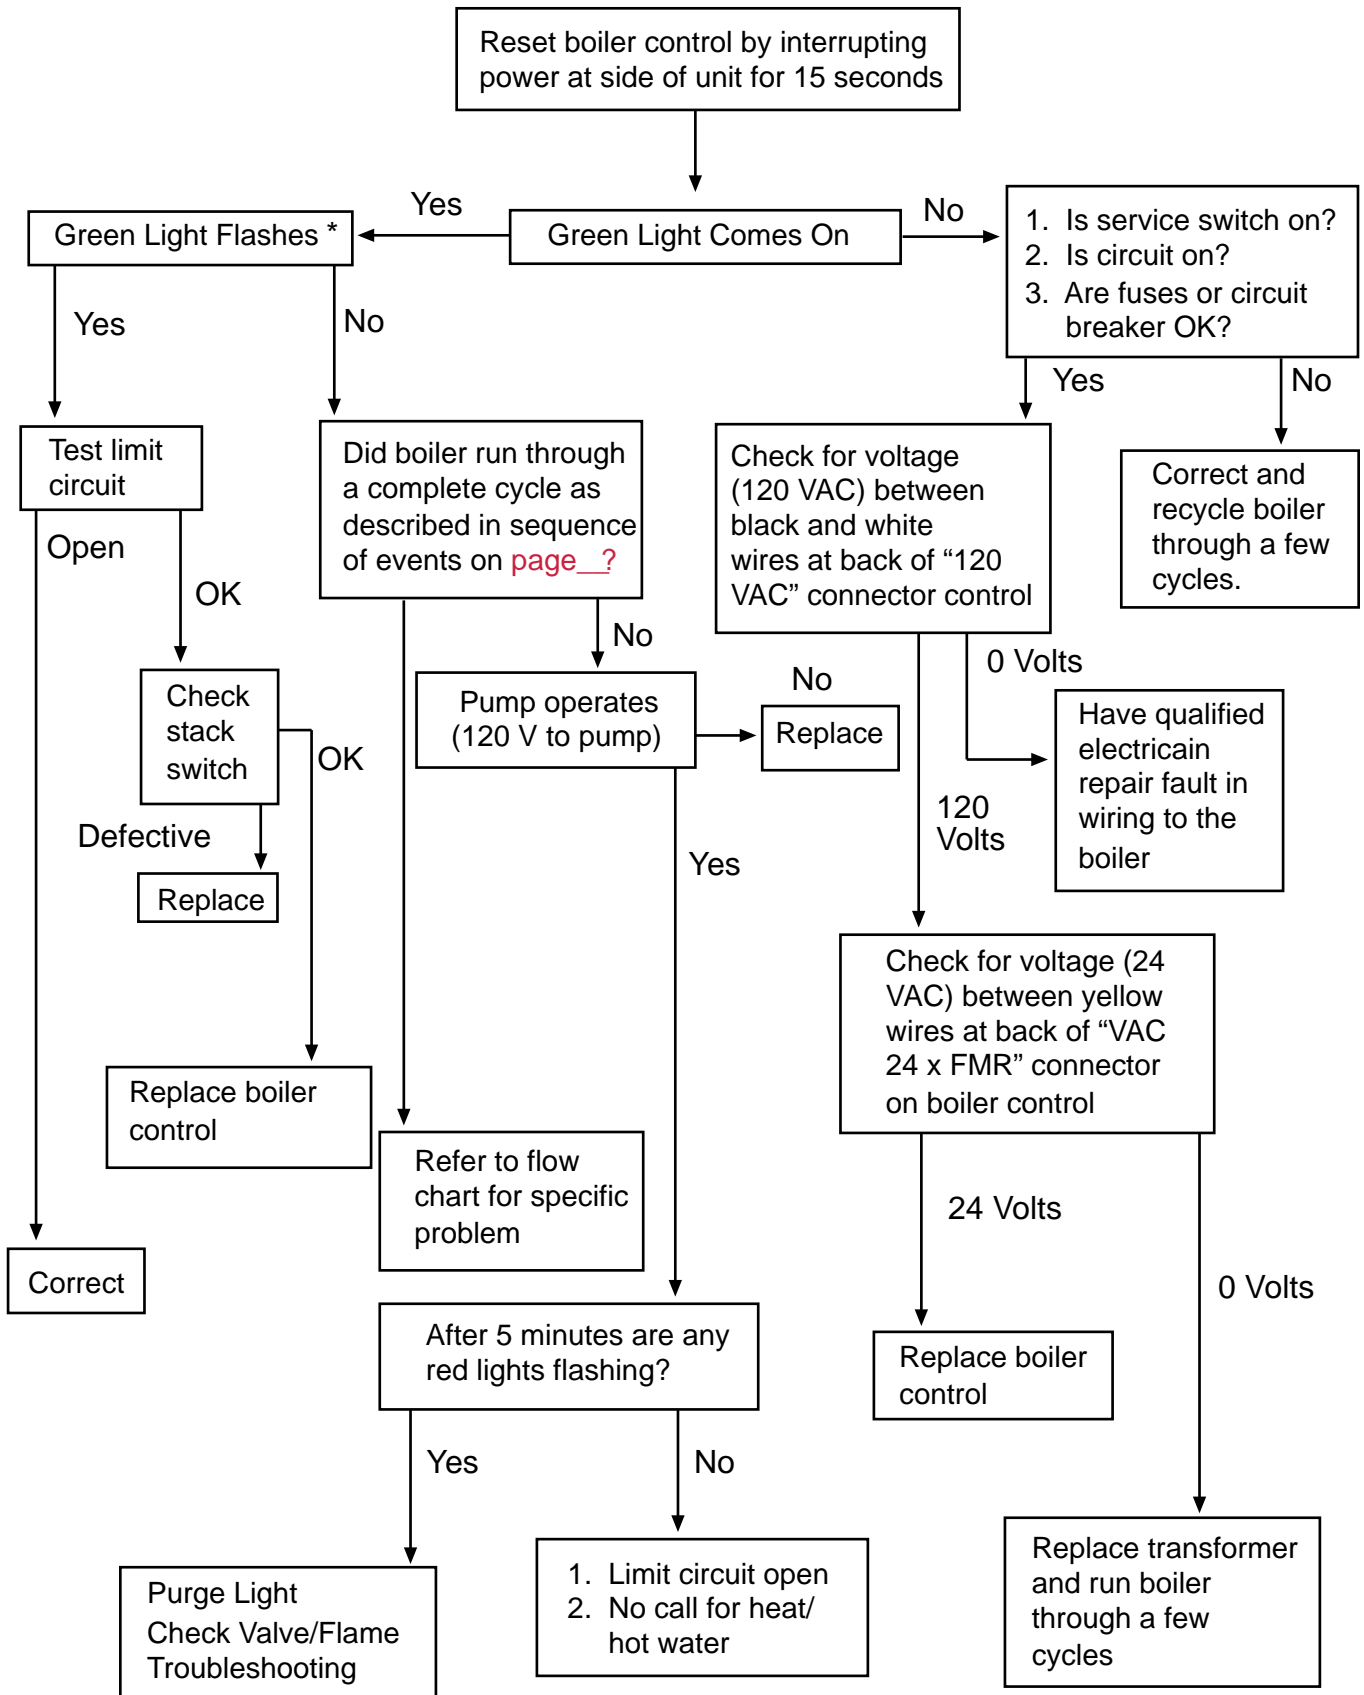 Reset boiler control by interrupting
power at side of unit for 15 seconds
Yes
Green Light Flashes *
Green Light Comes On
No
1. Is service switch on?
2. Is circuit on?
3. Are fuses or circuit
breaker OK?
Yes
No
Yes
No
Test limit
circuit
Did boiler run through
a complete cycle as
described in sequence
of events on page__?
Check for voltage
(120 VAC) between
black and white
wires at back of “120
VAC” connector control
Correct and
recycle boiler
through a few
cycles.
Open
OK
No
0 Volts
Check
stack
switch
OK
Pump operates
(120 V to pump)
No
Replace
Have qualified
electricain
repair fault in
wiring to the
boiler
Defective
Replace
120
Volts
Yes
Check for voltage (24
VAC) between yellow
wires at back of “VAC
24 x FMR” connector
on boiler control
Replace boiler
control
Refer to flow
chart for specific
problem
24 Volts
0 Volts
Correct
After 5 minutes are any
red lights flashing?
Replace boiler
control
Yes
No
Purge Light
Check Valve/Flame
Troubleshooting
1. Limit circuit open
2. No call for heat/
hot water
Replace transformer
and run boiler
through a few
cycles